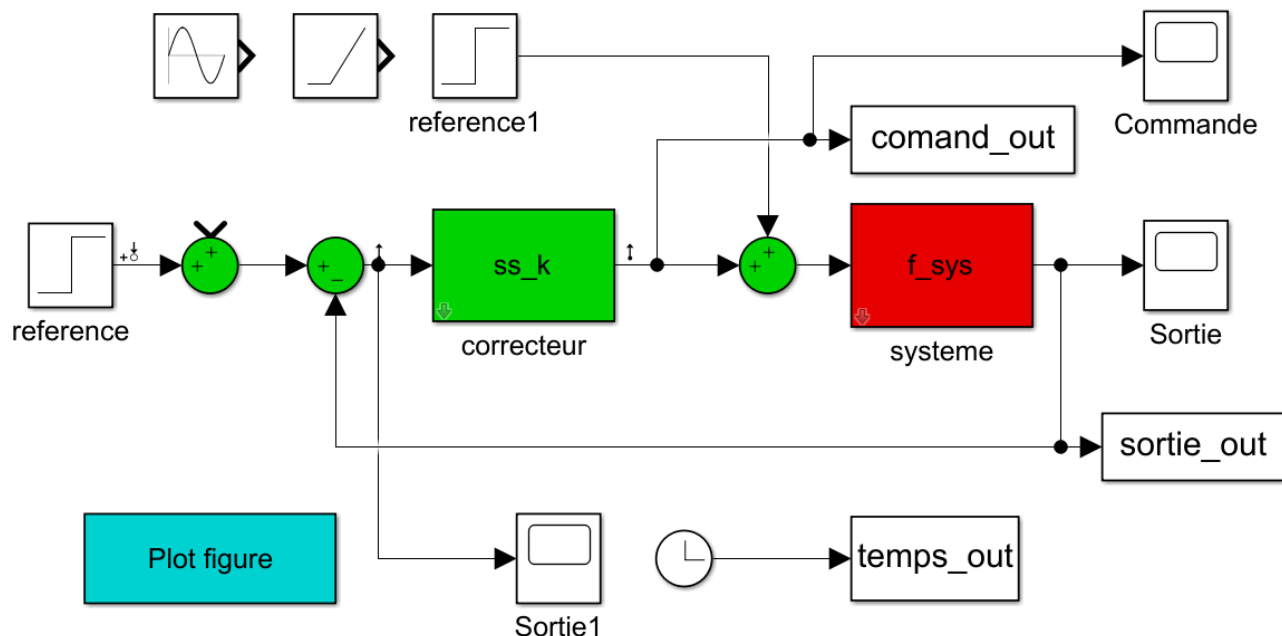 reference1
Commande
comand_out
reference
+
+
+
−
ss_k
correcteur
+
+
f_sys
systeme
Sortie
sortie_out
Plot figure
Sortie1
temps_out